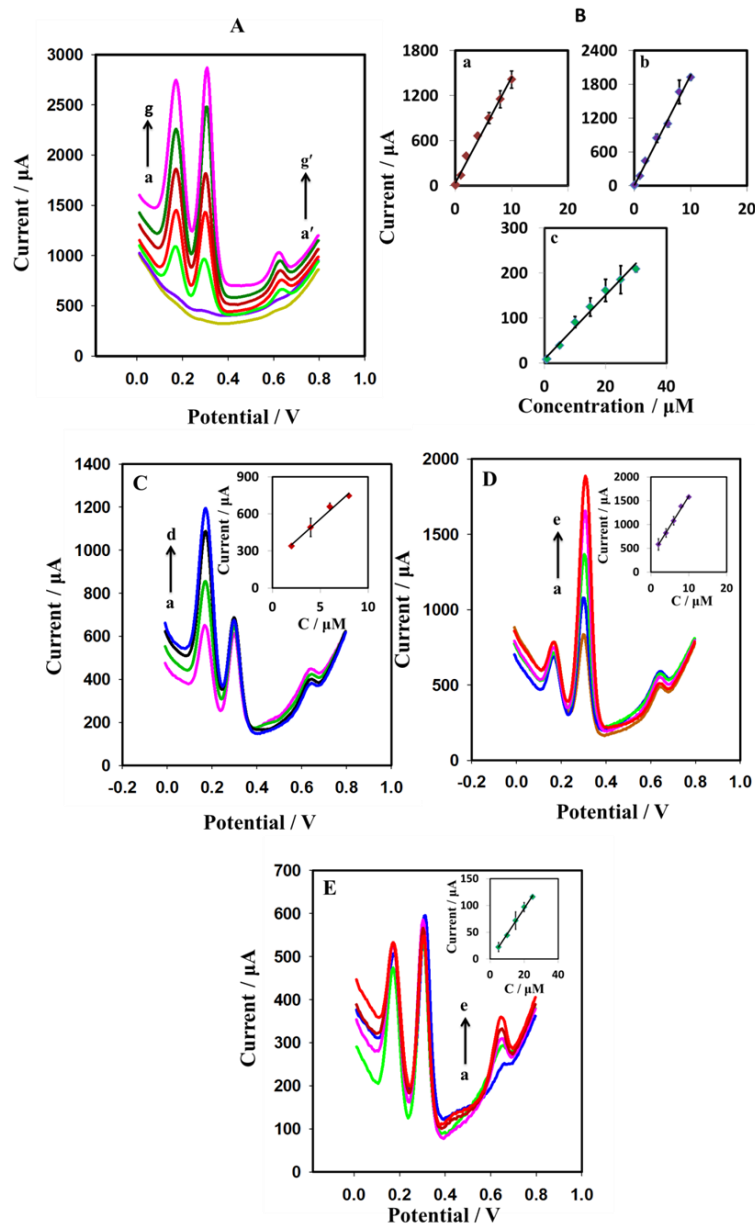 A
Current / µA
3000
2500
2000
1500
1000
500
0
g
a
g'
a'
0.0 0.2 0.4 0.6 0.8 1.0
Potential / V
B
Current / µA
a
1800
1200
600
0
0 10 20
b
2400
1800
1200
600
0
0 10 20
c
300
200
100
0
0 20 40
Concentration / µM
C
Current / µA
1400
1200
1000
800
600
400
200
0
d
a
-0.2 0.0 0.2 0.4 0.6 0.8 1.0
Potential / V
Current / µA
900
600
300
0
0 5 10
C / µM
D
Current / µA
2000
1500
1000
500
0
e
a
-0.2 0.0 0.2 0.4 0.6 0.8 1.0
Potential / V
Current / µA
2000
1500
1000
500
0
0 10 20
C / µM
E
Current / µA
700
600
500
400
300
200
100
0
e
a
0.0 0.2 0.4 0.6 0.8 1.0
Potential / V
Current / µA
150
100
50
0
0 20 40
C / µM